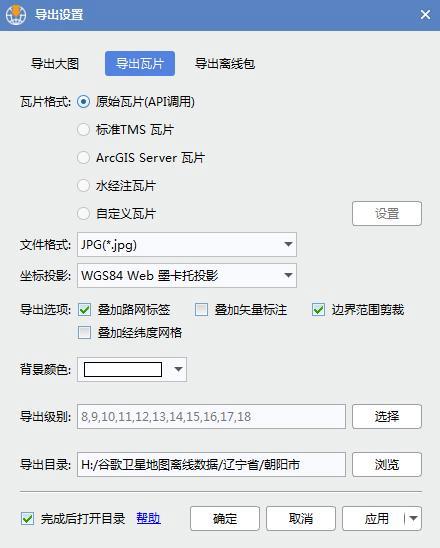 导出设置
导出大图 导出瓦片 导出离线包
瓦片格式: 原始瓦片(API调用)
标准TMS 瓦片
ArcGIS Server 瓦片
水经注瓦片
自定义瓦片 设置
文件格式: JPG(*.jpg)
坐标投影: WGS84 Web 墨卡托投影
导出选项: 叠加路网标签 叠加矢量标注 边界范围剪裁
叠加经纬度网格
背景颜色:
导出级别: 8,9,10,11,12,13,14,15,16,17,18 选择
导出目录: H:/谷歌卫星地图离线数据/辽宁省/朝阳市 浏览
完成后打开目录 帮助 确定 取消 应用